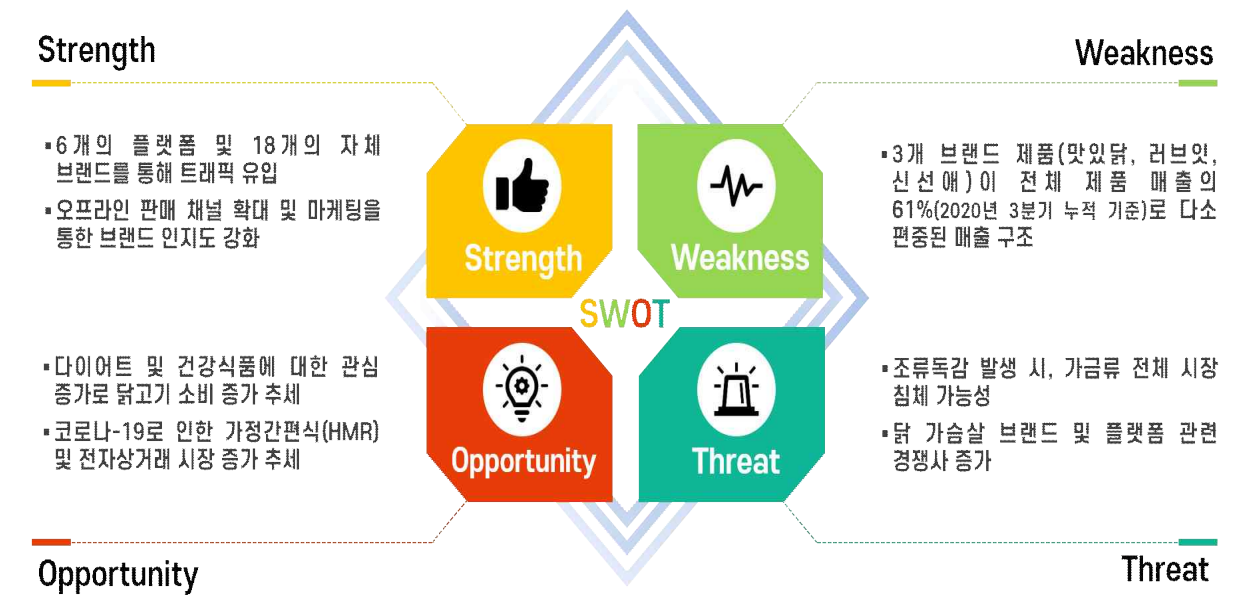 Strength
Weakness
▪6개의 플랫폼 및 18개의 자체
브랜드를 통해 트래픽 유입
▪오프라인 판매 채널 확대 및 마케팅을
통한 브랜드 인지도 강화
Strength
Weakness
▪3개 브랜드 제품(맛있닭, 러브잇,
신선애)이 전체 제품 매출의
61%(2020년 3분기 누적 기준)로 다소
편중된 매출 구조
SWOT
▪다이어트 및 건강식품에 대한 관심
증가로 닭고기 소비 증가 추세
▪코로나-19로 인한 가정간편식(HMR)
및 전자상거래 시장 증가 추세
Opportunity
Threat
▪조류독감 발생 시, 가금류 전체 시장
침체 가능성
▪닭 가슴살 브랜드 및 플랫폼 관련
경쟁사 증가
Opportunity
Threat